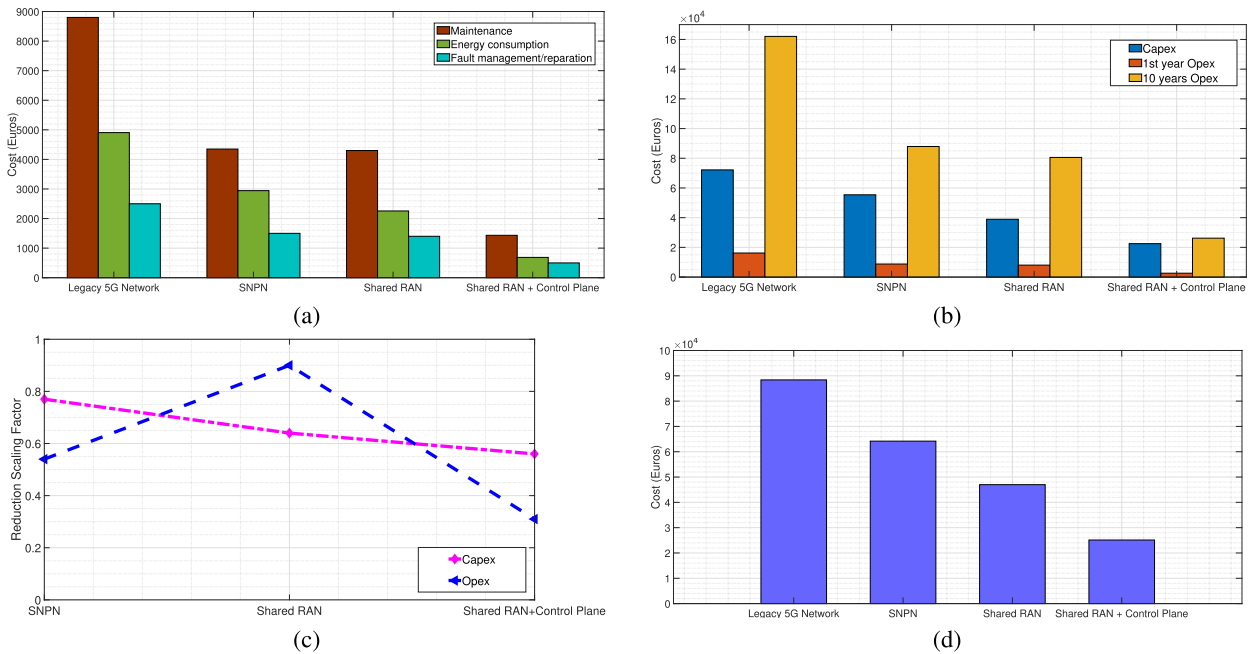 9000
8000
7000
6000
5000
4000
3000
2000
1000
0
Cost (Euros)
Maintenance
Energy consumption
Fault management/reparation
Legacy 5G Network SNPN Shared RAN Shared RAN + Control Plane
(a)
×10^4
16
14
12
10
8
6
4
2
0
Cost (Euros)
Capex
1st year Opex
10 years Opex
Legacy 5G Network SNPN Shared RAN Shared RAN + Control Plane
(b)
1
0.8
0.6
0.4
0.2
0
Reduction Scaling Factor
Capex
Opex
SNPN Shared RAN Shared RAN+Control Plane
(c)
×10^4
10
9
8
7
6
5
4
3
2
1
0
Cost (Euros)
Legacy 5G Network SNPN Shared RAN Shared RAN + Control Plane
(d)